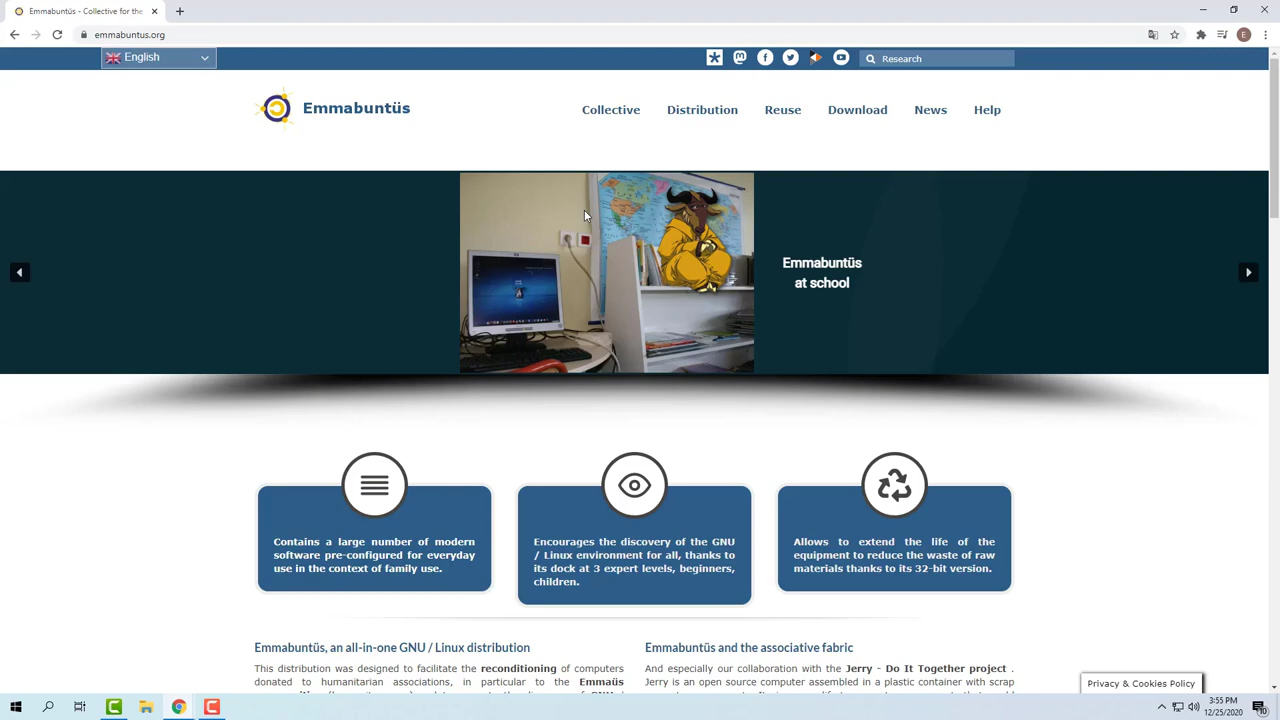 Emmabuntüs - Collective for the
emmabuntus.org
E
English
Research
Emmabuntüs
Collective
Distribution
Reuse
Download
News
Help
Emmabuntüs
at school
Contains a large number of modern
software pre-configured for everyday
use in the context of family use.
Encourages the discovery of the GNU
/ Linux environment for all, thanks to
its dock at 3 expert levels, beginners,
children.
Allows to extend the life of the
equipment to reduce the waste of raw
materials thanks to its 32-bit version.
Emmabuntüs, an all-in-one GNU / Linux distribution
This distribution was designed to facilitate the reconditioning of computers
donated to humanitarian associations, in particular to the Emmaüs
Emmabuntüs and the associative fabric
And especially our collaboration with the Jerry - Do It Together project .
Jerry is an open source computer assembled in a plastic container with scrap
Privacy & Cookies Policy
3:55 PM
12/25/2020
10